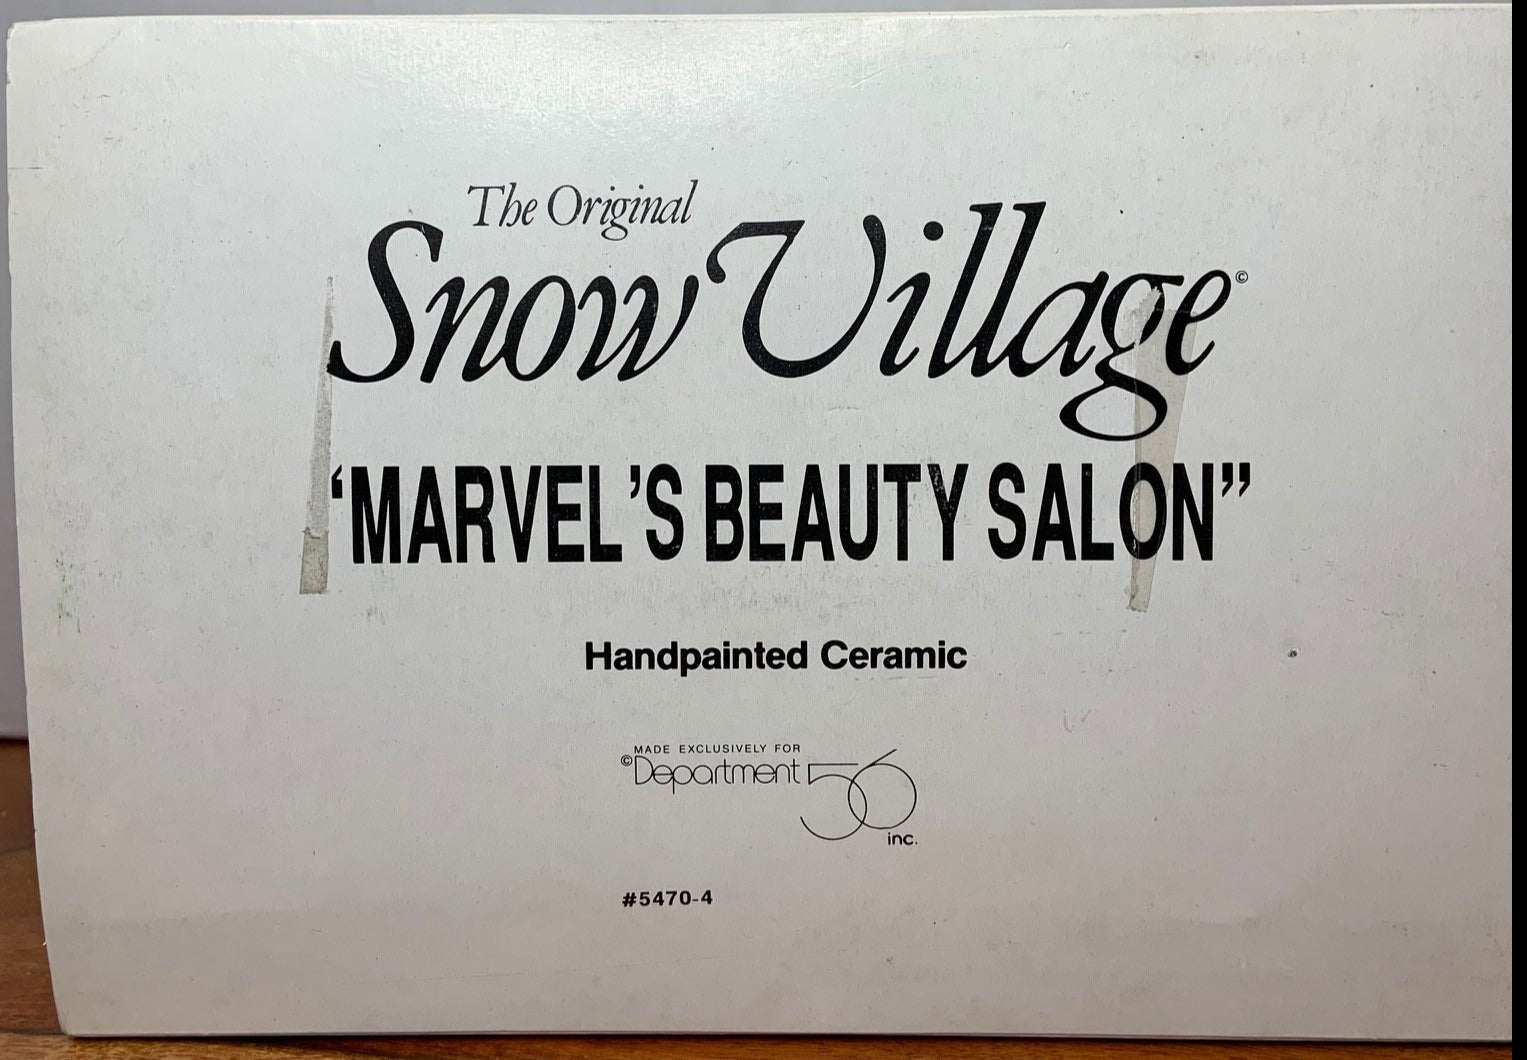 The Original
Snow Village©
‘MARVEL’S BEAUTY SALON”
Handpainted Ceramic
MADE EXCLUSIVELY FOR
©Department 56
inc.
#5470-4